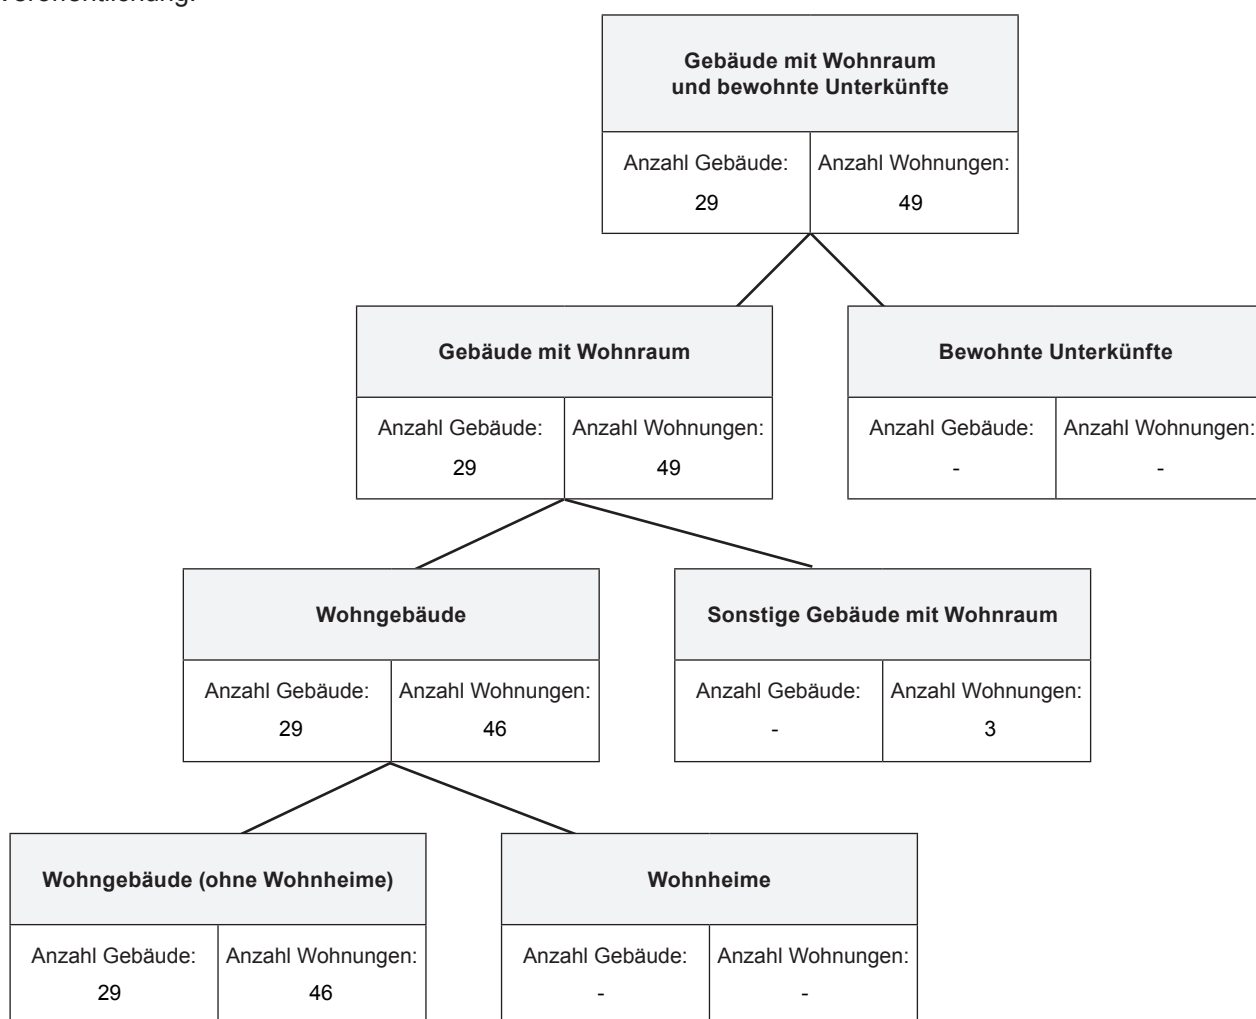 Veröffentlichung.
Gebäude mit Wohnraum
und bewohnte Unterkünfte
Anzahl Gebäude: Anzahl Wohnungen:
29 49
Gebäude mit Wohnraum
Anzahl Gebäude: Anzahl Wohnungen:
29 49
Bewohnte Unterkünfte
Anzahl Gebäude: Anzahl Wohnungen:
- -
Wohngebäude
Anzahl Gebäude: Anzahl Wohnungen:
29 46
Sonstige Gebäude mit Wohnraum
Anzahl Gebäude: Anzahl Wohnungen:
- 3
Wohngebäude (ohne Wohnheime)
Anzahl Gebäude: Anzahl Wohnungen:
29 46
Wohnheime
Anzahl Gebäude: Anzahl Wohnungen:
- -